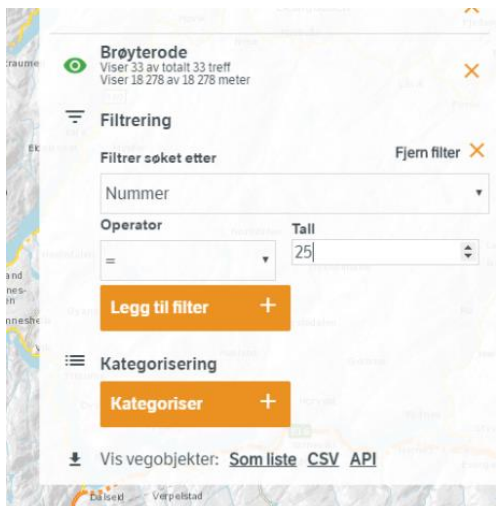 Brøyterode
Viser 33 av totalt 33 treff
Viser 18 278 av 18 278 meter
Filtrering
Filtrer søket etter
Fjern filter
Nummer
Operator
Tall
=
25
Legg til filter +
Kategorisering
Kategoriser +
Vis vegobjekter: Som liste CSV API
Verpelstad